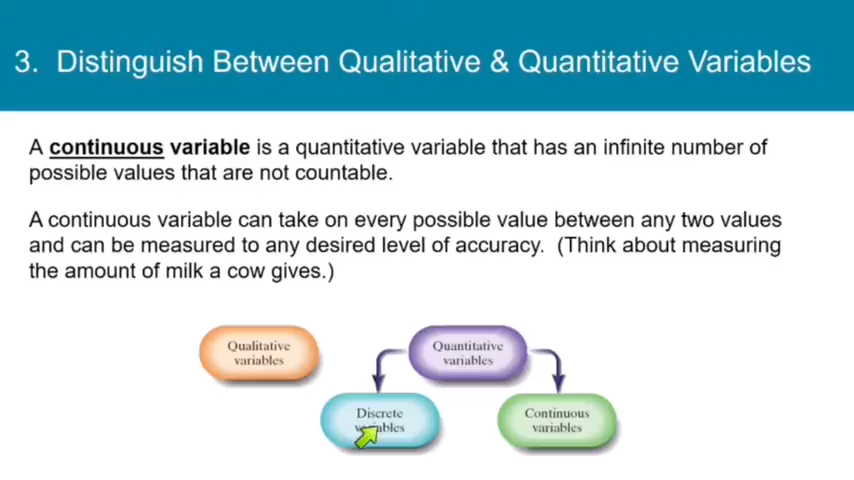 3. Distinguish Between Qualitative & Quantitative Variables
A continuous variable is a quantitative variable that has an infinite number of
possible values that are not countable.
A continuous variable can take on every possible value between any two values
and can be measured to any desired level of accuracy. (Think about measuring
the amount of milk a cow gives.)
Qualitative
variables
Quantitative
variables
Discrete
variables
Continuous
variables